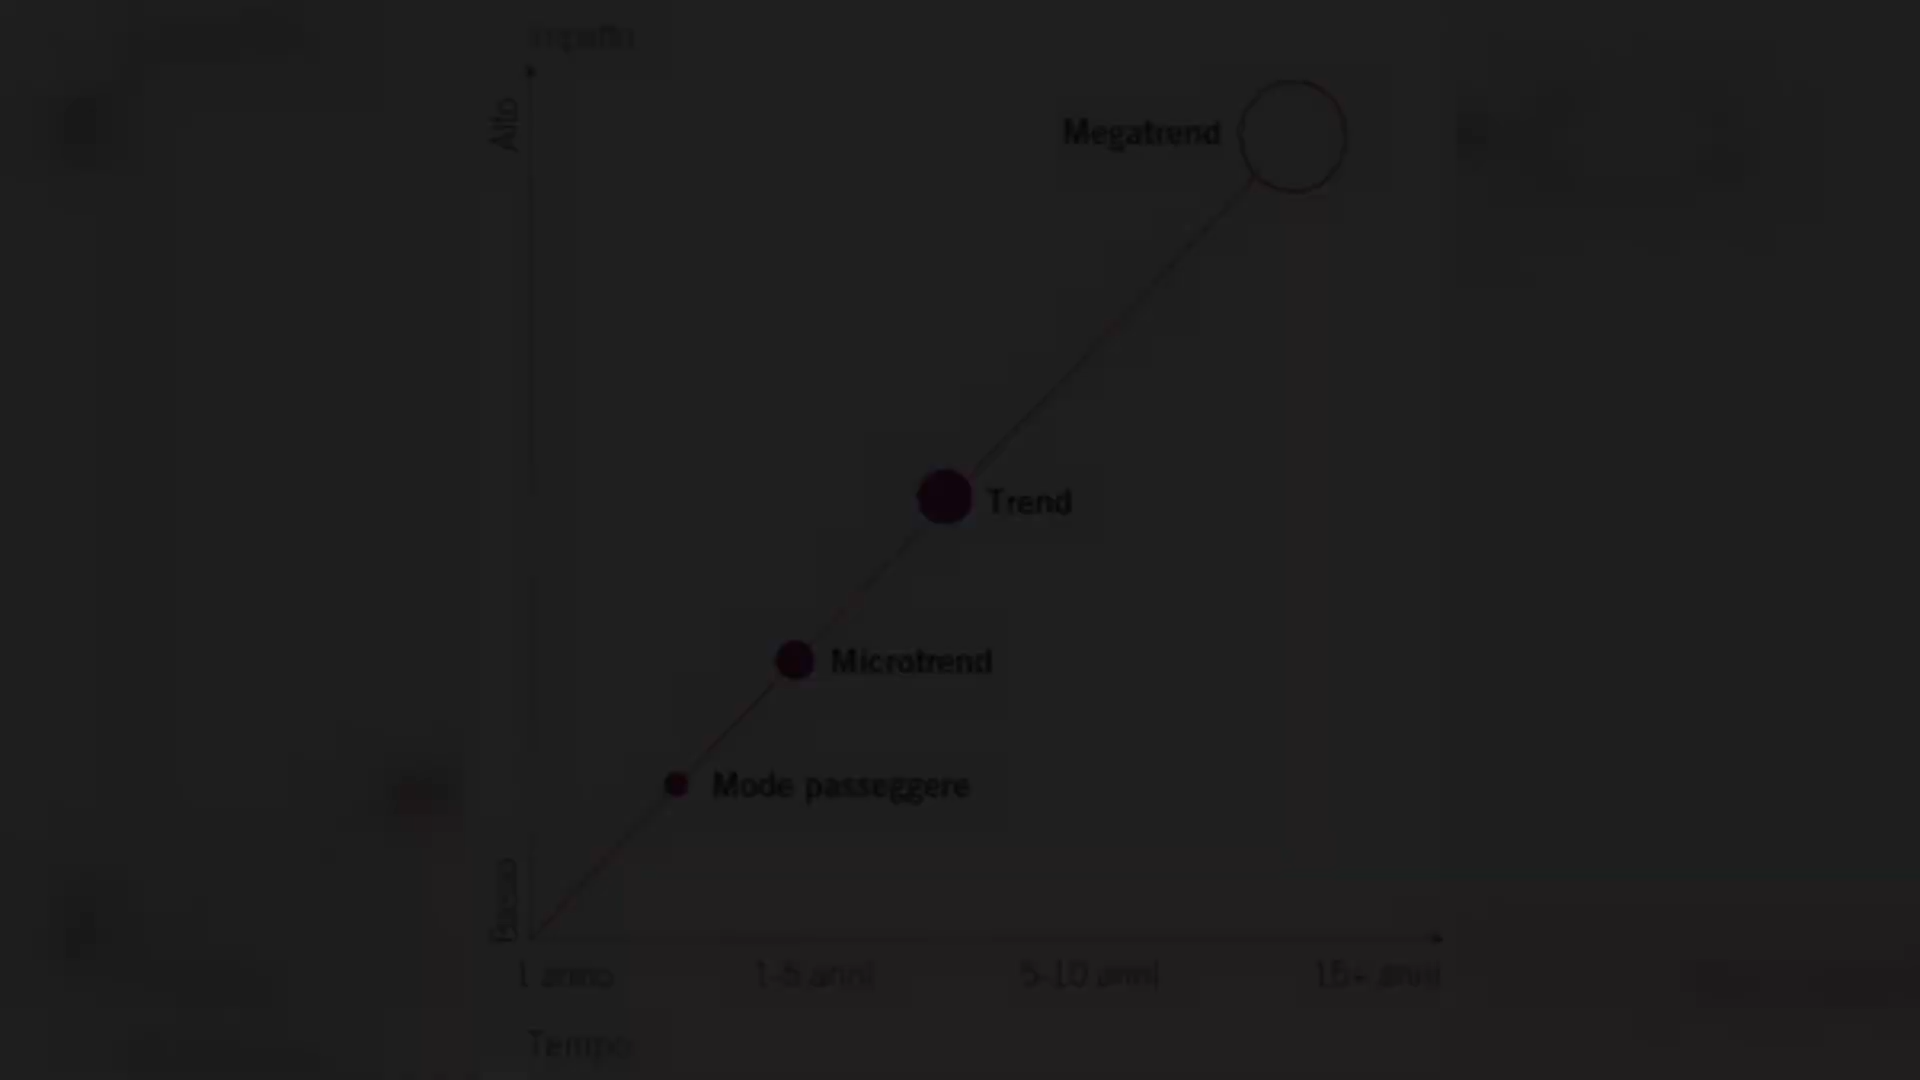 Impatto
Alto
Megatrend
Trend
Microtrend
Mode passeggere
Basso
1 anno
1-5 anni
5-10 anni
15+ anni
Tempo